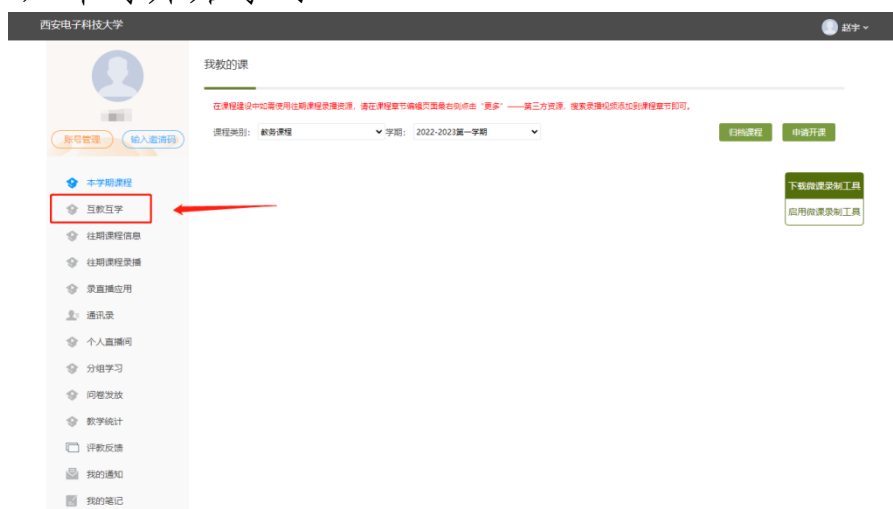 西安电子科技大学
赵宇
我教的课
在课程建设中如需使用往期课程录播资源，请在课程章节编辑页面最右侧点击“更多”——第三方资源，搜索录播视频添加到课程章节即可。
账号管理 输入邀请码
课程类别： 教务课程 学期： 2022-2023第一学期 归档课程 申请开课
本学期课程
下载微课录制工具
互教互学
启用微课录制工具
往期课程信息
往期课程录播
录直播应用
通讯录
个人直播间
分组学习
问卷发放
教学统计
评教反馈
我的通知
我的笔记